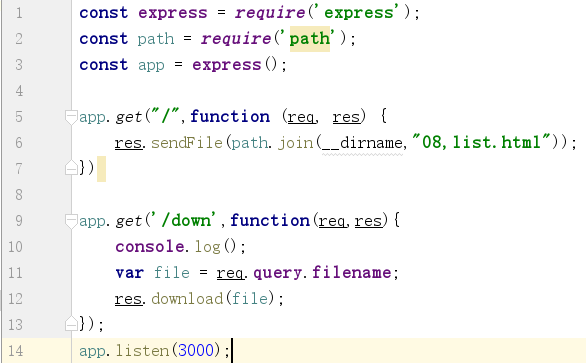 1 const express = require('express');
2 const path = require('path');
3 const app = express();
4
5 app.get("/",function (req, res) {
6     res.sendFile(path.join(__dirname,"08,list.html"));
7 })
8
9 app.get('/down',function(req,res){
10     console.log();
11     var file = req.query.filename;
12     res.download(file);
13 });
14 app.listen(3000);